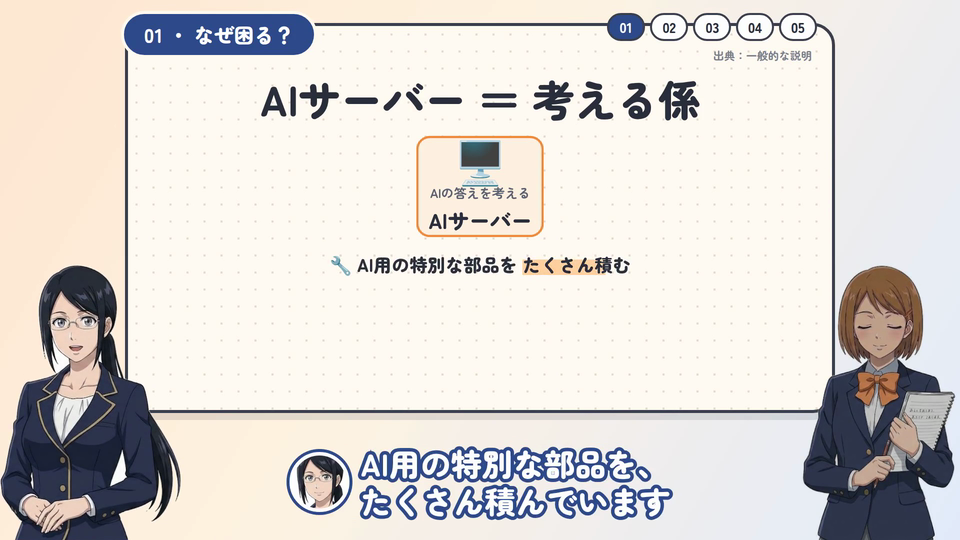 01 ・ なぜ困る？
01 02 03 04 05
出典：一般的な説明
AIサーバー ＝ 考える係
AIの答えを考える
AIサーバー
AI用の特別な部品を たくさん積む
AI用の特別な部品を、
たくさん積んでいます